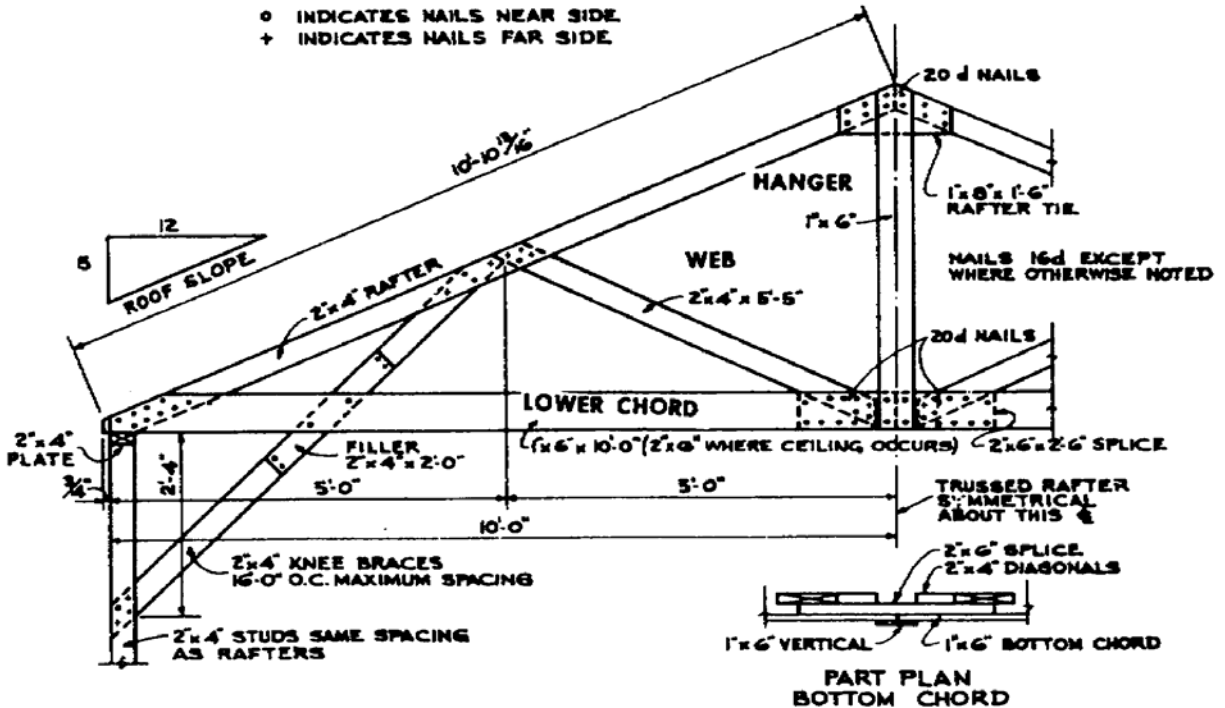 o INDICATES NAILS NEAR SIDE
+ INDICATES NAILS FAR SIDE
20 d NAILS
10'-10 13/16"
HANGER
1"x 8"x 1'-6"
RAFTER TIE
1"x 6"
12
5
ROOF SLOPE
WEB
NAILS 16d EXCEPT
WHERE OTHERWISE NOTED
2"x 4" RAFTER
2"x 4"x 5'-5"
20d NAILS
LOWER CHORD
2"x 4"
PLATE
1"x 6"x 10'-0" (2"x 6" WHERE CEILING OCCURS)
2"x 6"x 2'-6" SPLICE
FILLER
2"x 4"x 2'-0"
3/4"
2'-4"
5'-0"
5'-0"
TRUSSED RAFTER
SYMMETRICAL
ABOUT THIS ℄
10'-0"
2"x 4" KNEE BRACES
16'-0" O.C. MAXIMUM SPACING
2"x 6" SPLICE
2"x 4" DIAGONALS
2"x 4" STUDS SAME SPACING
AS RAFTERS
1"x 6" VERTICAL
1"x 6" BOTTOM CHORD
PART PLAN
BOTTOM CHORD